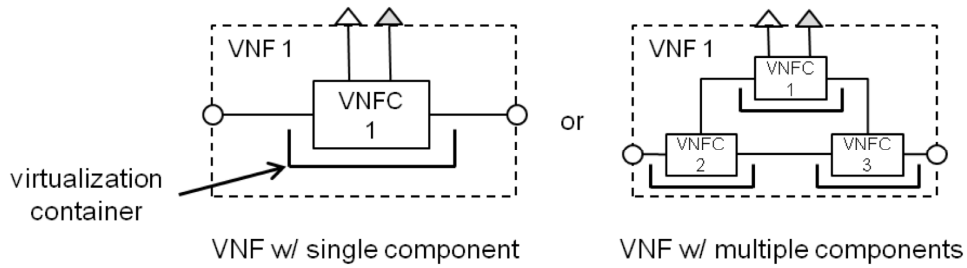 VNF 1
VNFC
1
virtualization
container
VNF w/ single component
or
VNF 1
VNFC
1
VNFC
2
VNFC
3
VNF w/ multiple components